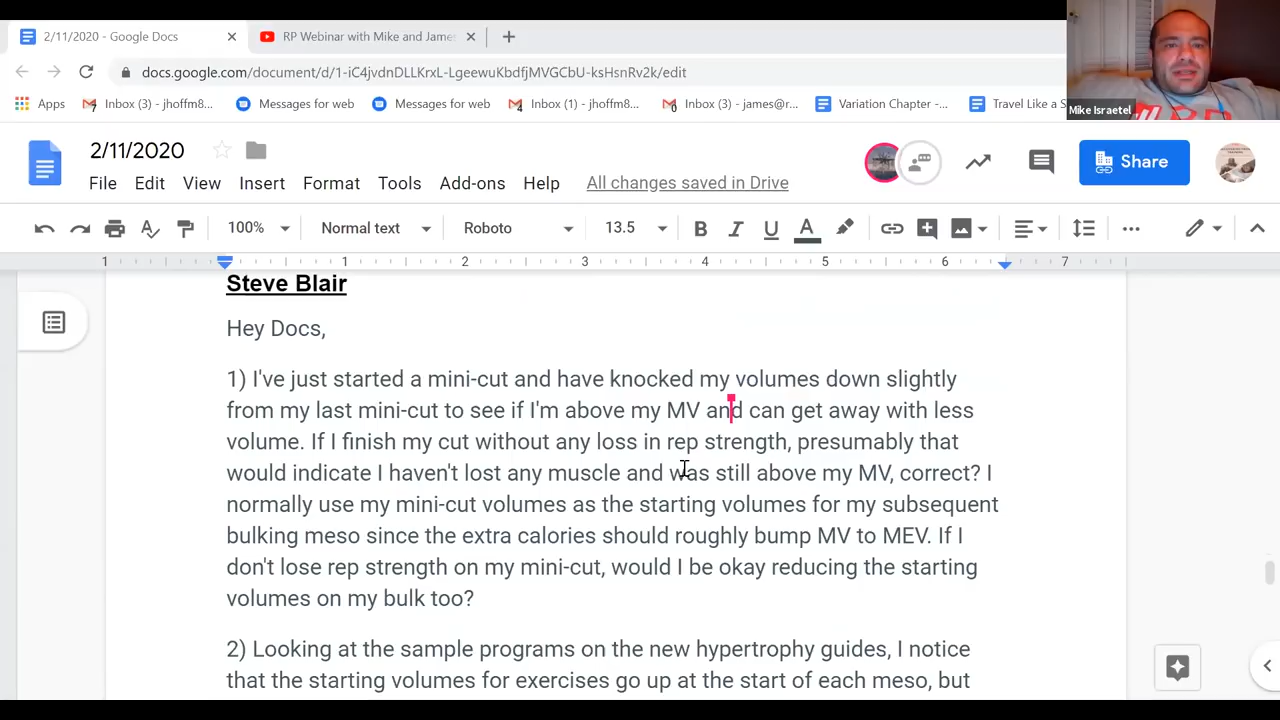 2/11/2020 - Google Docs
RP Webinar with Mike and James
docs.google.com/document/d/1-iC4jvdnDLLKrxL-LgeewuKbdfjMVGCbU-ksHsnRv2k/edit
Apps Inbox (3) - jhoffm8... Messages for web Messages for web Inbox (1) - jhoffm8... Inbox (3) - james@r... Variation Chapter -... Travel Like a S
Mike Israetel
2/11/2020
Share
File Edit View Insert Format Tools Add-ons Help All changes saved in Drive
100% Normal text Roboto 13.5 B I U A
1 1 2 3 4 5 6 7
Steve Blair
Hey Docs,
1) I've just started a mini-cut and have knocked my volumes down slightly
from my last mini-cut to see if I'm above my MV and can get away with less
volume. If I finish my cut without any loss in rep strength, presumably that
would indicate I haven't lost any muscle and was still above my MV, correct? I
normally use my mini-cut volumes as the starting volumes for my subsequent
bulking meso since the extra calories should roughly bump MV to MEV. If I
don't lose rep strength on my mini-cut, would I be okay reducing the starting
volumes on my bulk too?
2) Looking at the sample programs on the new hypertrophy guides, I notice
that the starting volumes for exercises go up at the start of each meso, but